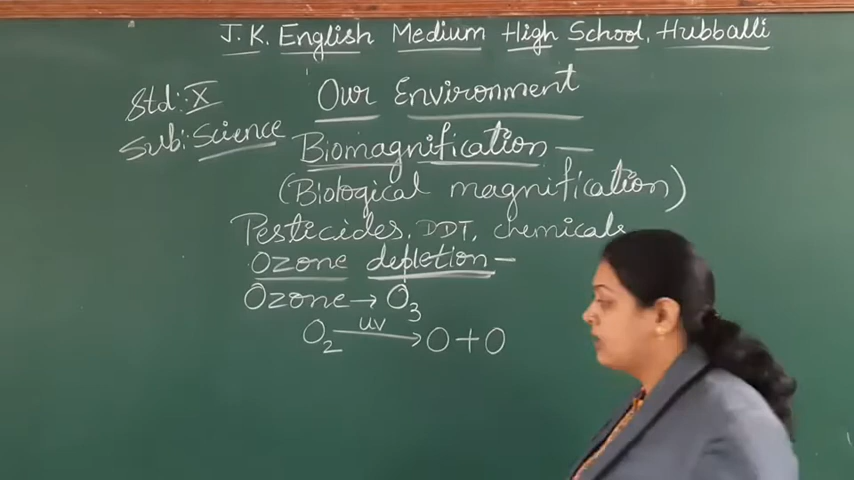 J.K. English Medium High School, Hubballi
Std: X
Our Environment
Sub: Science
Biomagnification —
(Biological magnification)
Pesticides, DDT, chemicals
Ozone depletion —
Ozone → O₃
O₂ —uv→ O + O